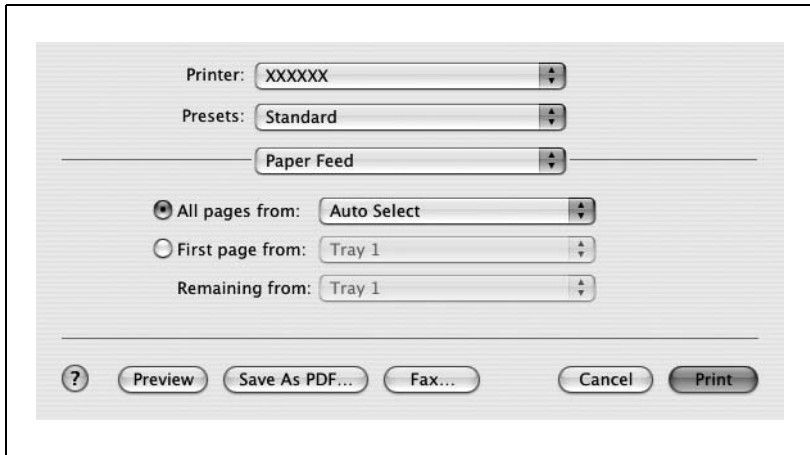 Printer: XXXXXX
Presets: Standard
Paper Feed
All pages from: Auto Select
First page from: Tray 1
Remaining from: Tray 1
? Preview Save As PDF... Fax... Cancel Print